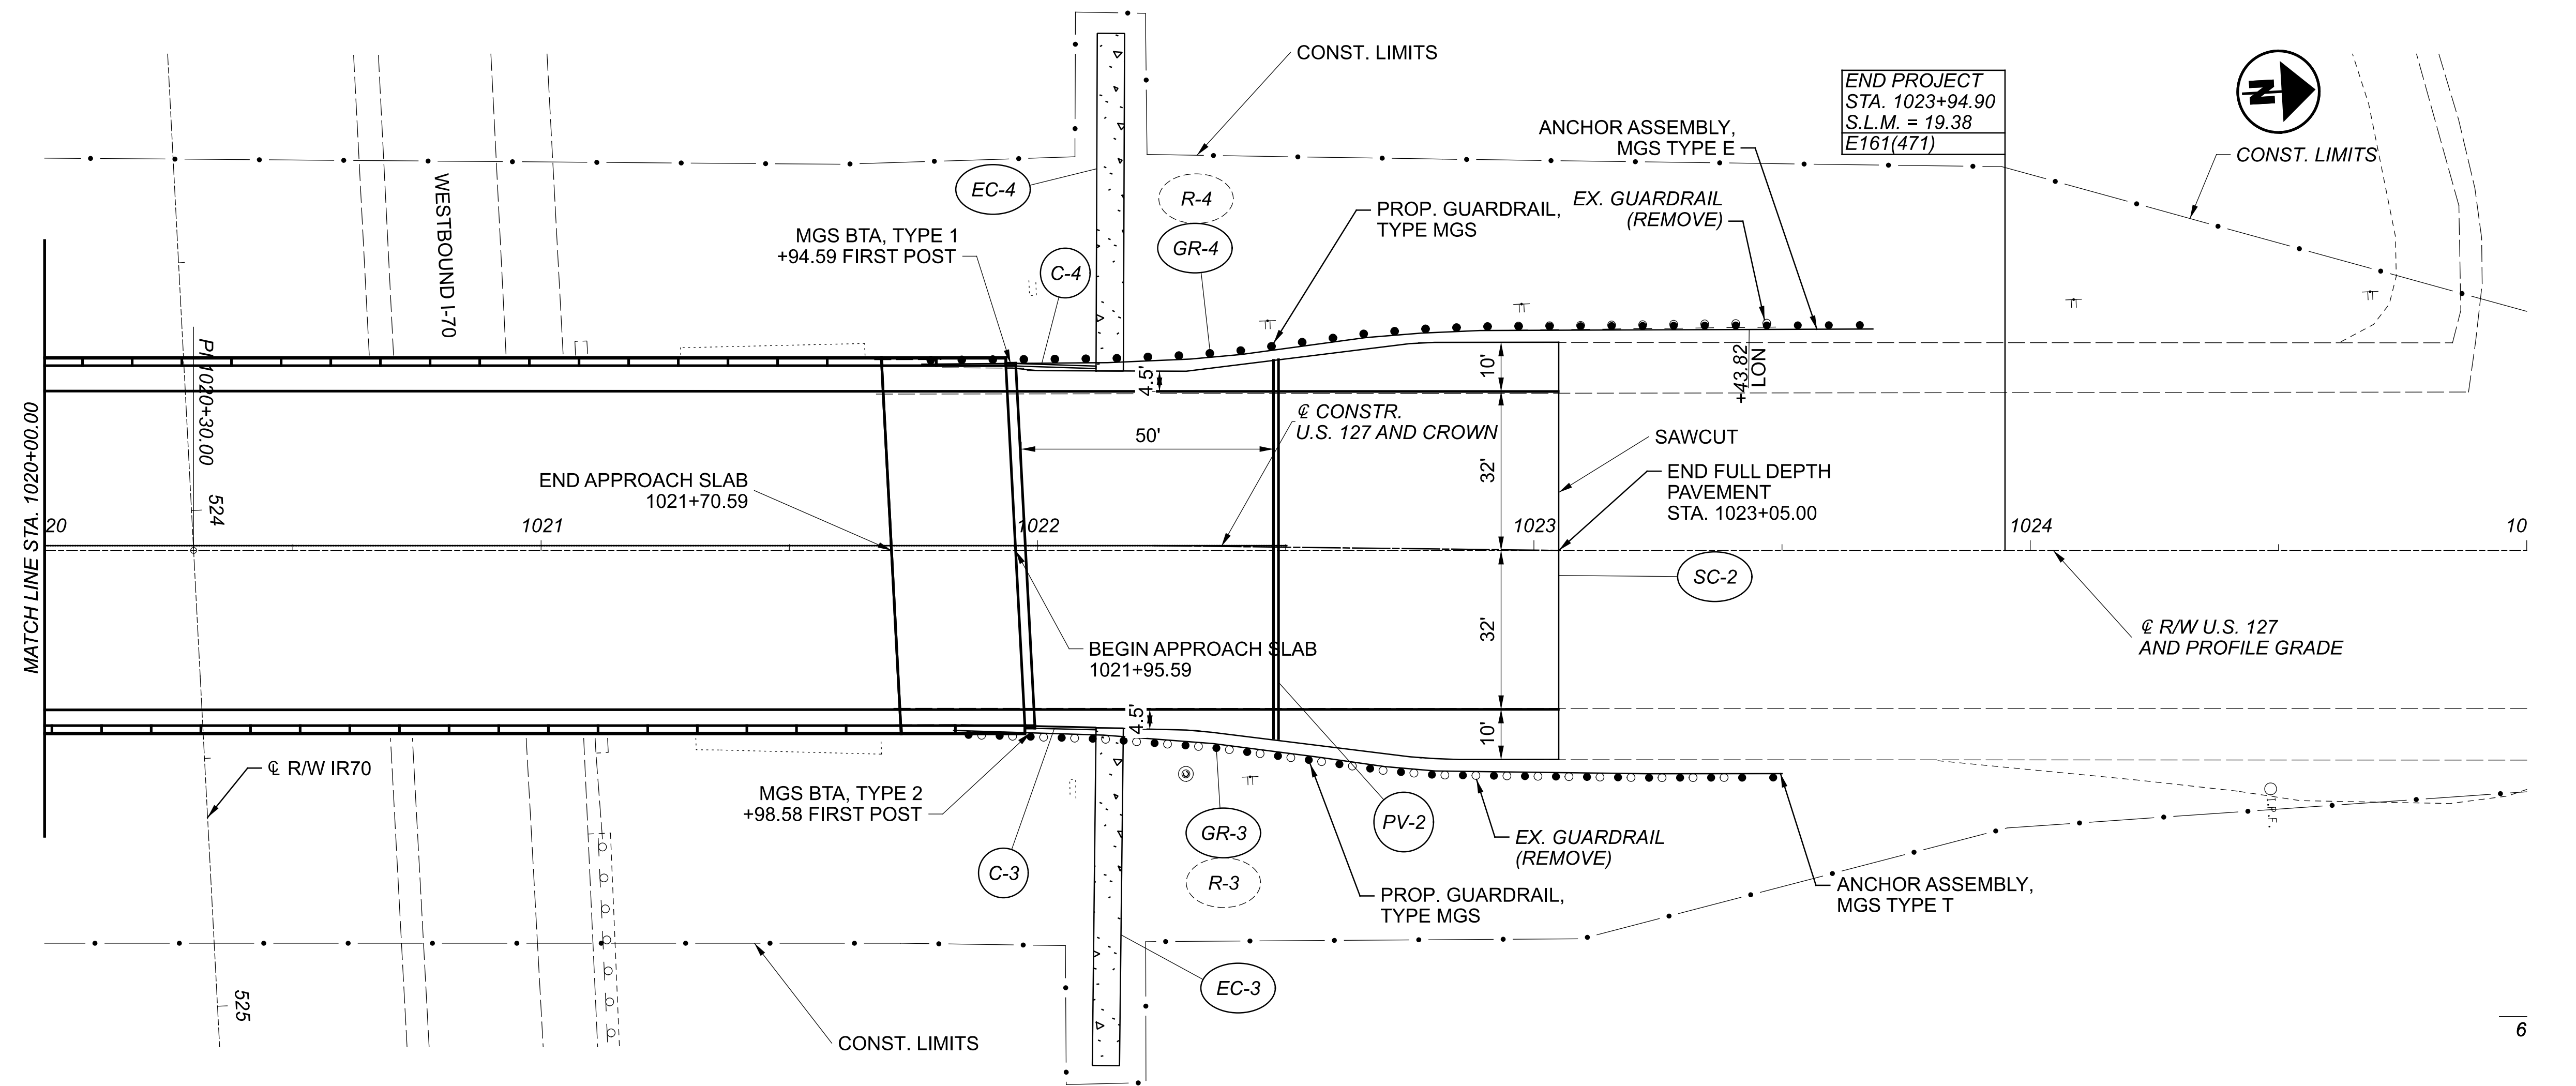 CONST. LIMITS
END PROJECT
STA. 1023+94.90
S.L.M. = 19.38
E161(471)
N
CONST. LIMITS
ANCHOR ASSEMBLY,
MGS TYPE E
EX. GUARDRAIL
(REMOVE)
PROP. GUARDRAIL,
TYPE MGS
EC-4
R-4
GR-4
C-4
WESTBOUND I-70
MGS BTA, TYPE 1
+94.59 FIRST POST
PI 1020+30.00
MATCH LINE STA. 1020+00.00
524
4.5'
10'
+43.82
LON
℄ CONSTR.
U.S. 127 AND CROWN
50'
32'
SAWCUT
END FULL DEPTH
PAVEMENT
STA. 1023+05.00
END APPROACH SLAB
1021+70.59
20
1021
1022
1023
1024
10
SC-2
32'
BEGIN APPROACH SLAB
1021+95.59
℄ R/W U.S. 127
AND PROFILE GRADE
4.5'
10'
℄ R/W IR70
MGS BTA, TYPE 2
+98.58 FIRST POST
GR-3
R-3
PV-2
C-3
EX. GUARDRAIL
(REMOVE)
PROP. GUARDRAIL,
TYPE MGS
ANCHOR ASSEMBLY,
MGS TYPE T
I.P.F.
EC-3
525
CONST. LIMITS
6